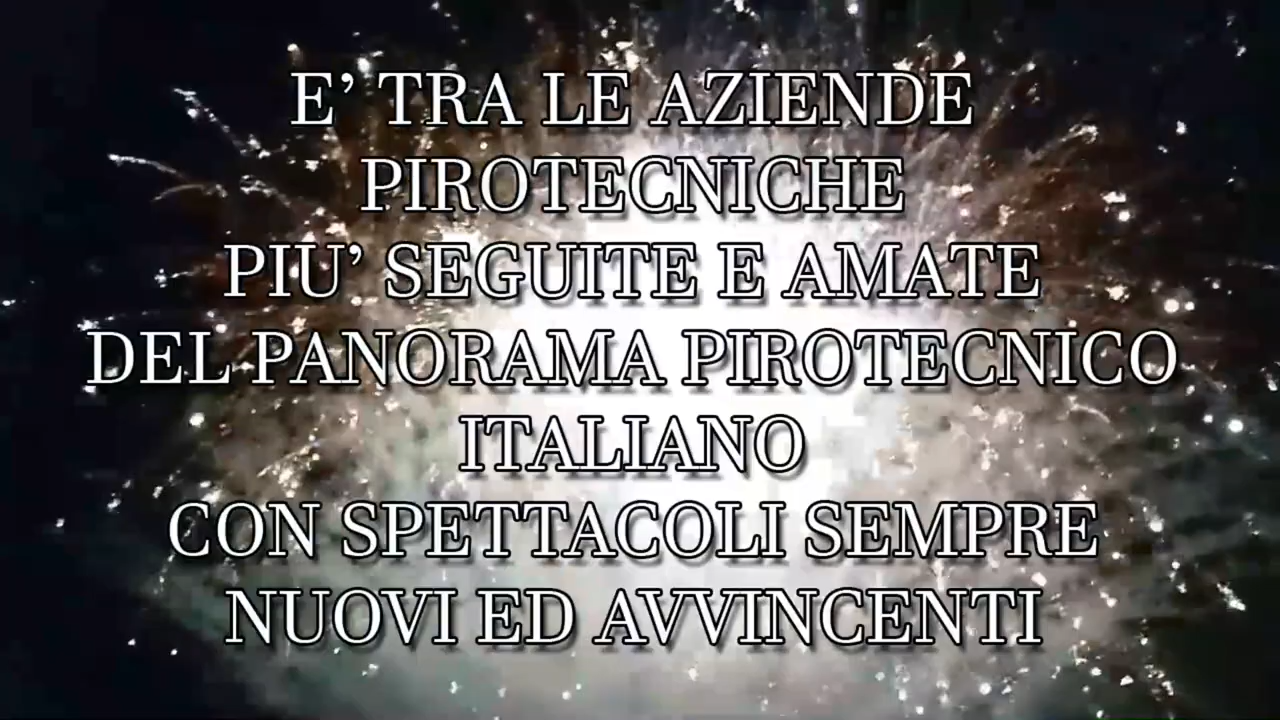 E’ TRA LE AZIENDE
PIROTECNICHE
PIU’ SEGUITE E AMATE
DEL PANORAMA PIROTECNICO
ITALIANO
CON SPETTACOLI SEMPRE
NUOVI ED AVVINCENTI